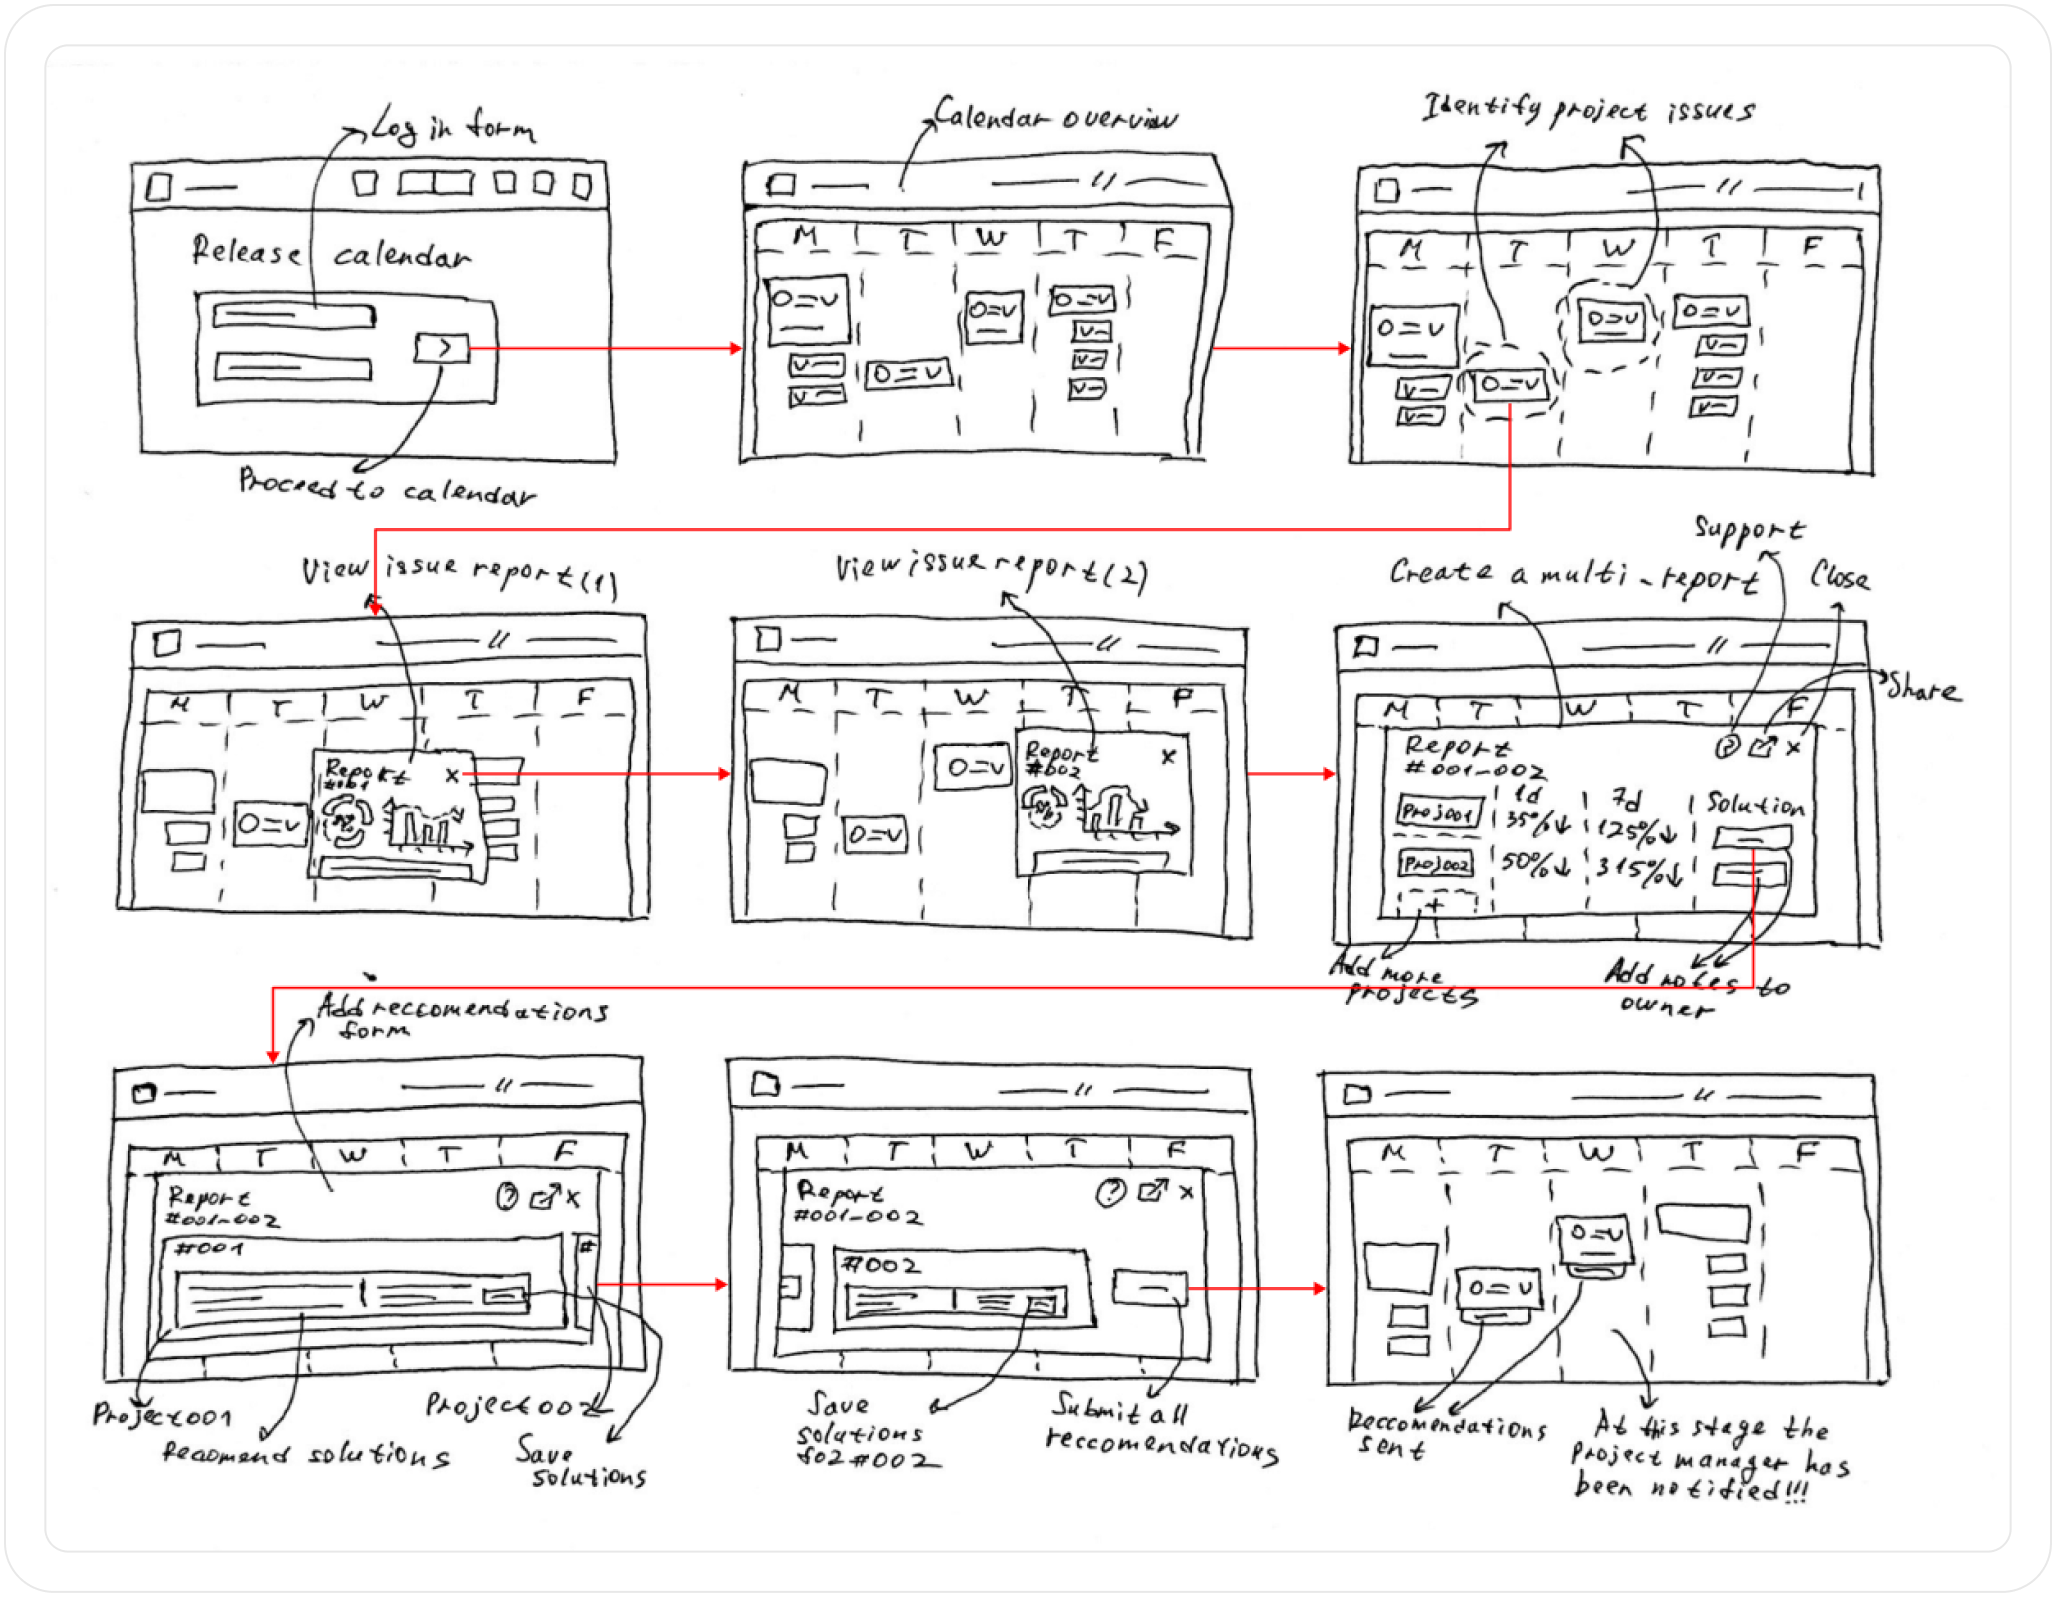 Log in form
Release calendar
Proceed to calendar
Calendar overview
M T W T F
Identify project issues
M T W T F
View issue report (1)
M T W T F
Report x
#001
View issue report (2)
M T W T F
Report x
#002
Support
Create a multi-report
Close
Share
M T W T F
Report ? x
#001-002
1d 7d Solution
Proj001 35%↓ 125%↓
Proj002 50%↓ 315%↓
+
Add more
projects
Add notes to
owner
Add reccomendations
form
M T W T F
Report ? x
#001-002
#001 #
Project 001
Project 002
Recomend solutions
Save
solutions
M T W T F
Report ? x
#001-002
#002
Save
solutions
for #002
Submit all
reccomendations
M T W T F
Reccomendations
sent
At this stage the
project manager has
been notified!!!